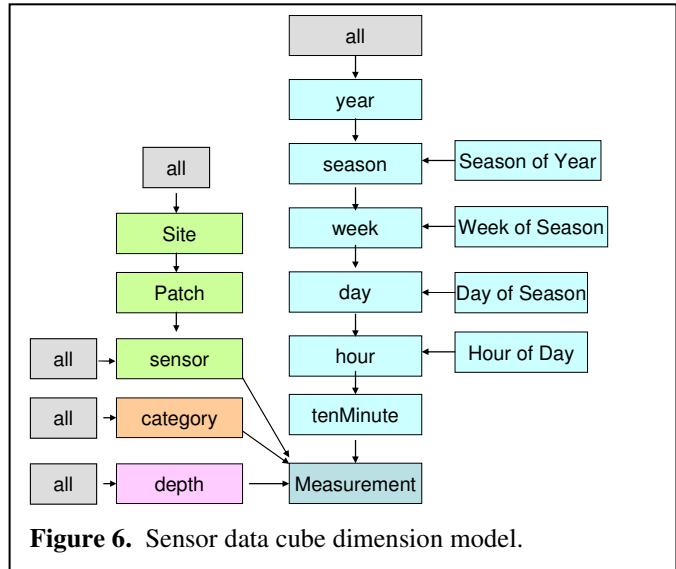 all
year
season
Season of Year
all
Site
week
Week of Season
Patch
day
Day of Season
all
sensor
hour
Hour of Day
all
category
tenMinute
all
depth
Measurement
Figure 6. Sensor data cube dimension model.